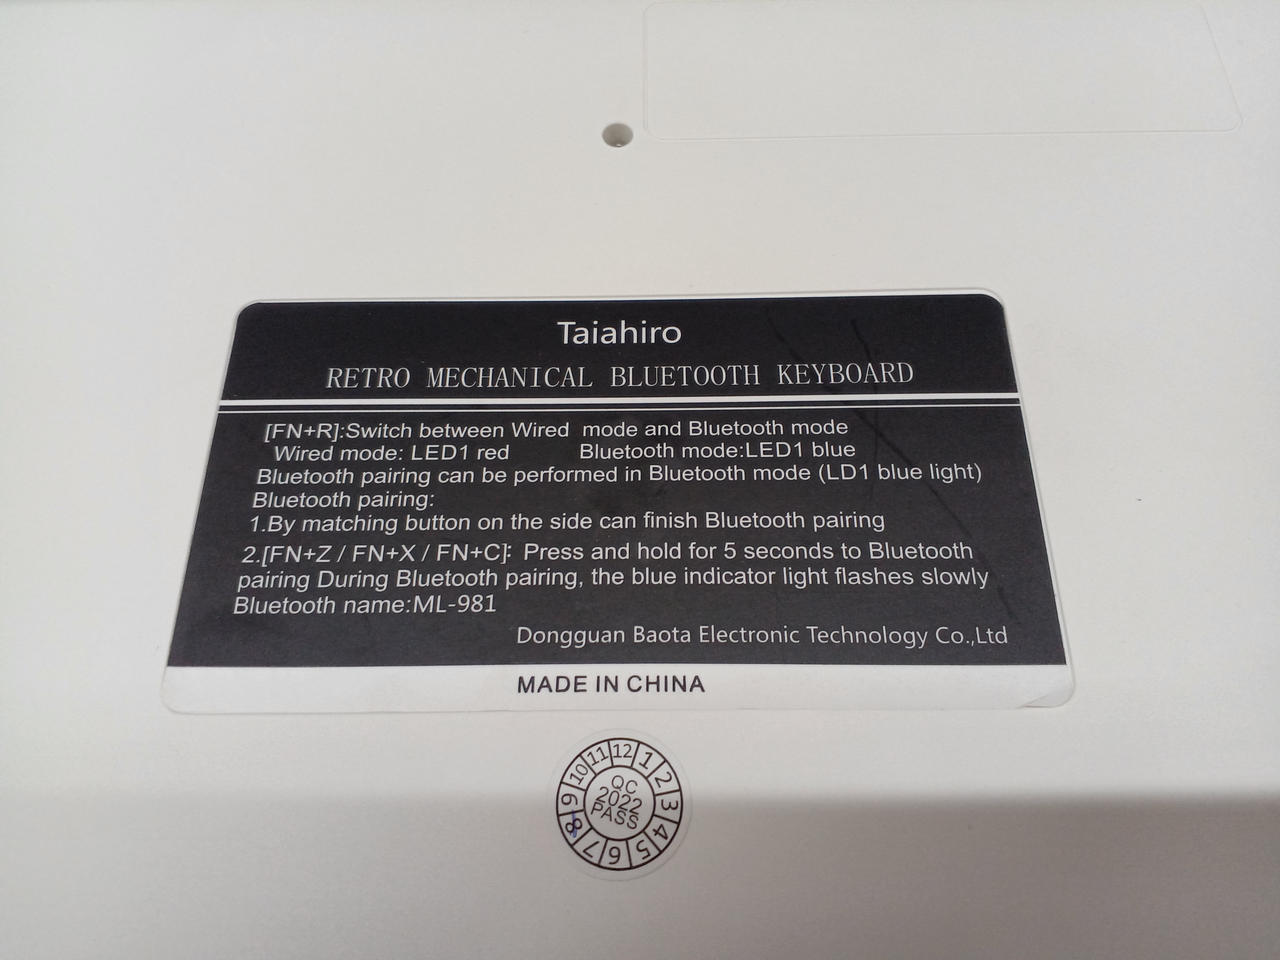 Taiahiro
RETRO MECHANICAL BLUETOOTH KEYBOARD
[FN+R]:Switch between Wired mode and Bluetooth mode
Wired mode: LED1 red Bluetooth mode:LED1 blue
Bluetooth pairing can be performed in Bluetooth mode (LD1 blue light)
Bluetooth pairing:
1.By matching button on the side can finish Bluetooth pairing
2.[FN+Z / FN+X / FN+C]: Press and hold for 5 seconds to Bluetooth
pairing During Bluetooth pairing, the blue indicator light flashes slowly
Bluetooth name:ML-981
Dongguan Baota Electronic Technology Co.,Ltd
MADE IN CHINA
1 2 3 4 5 6 7 8 9 10 11 12
QC
2022
PASS